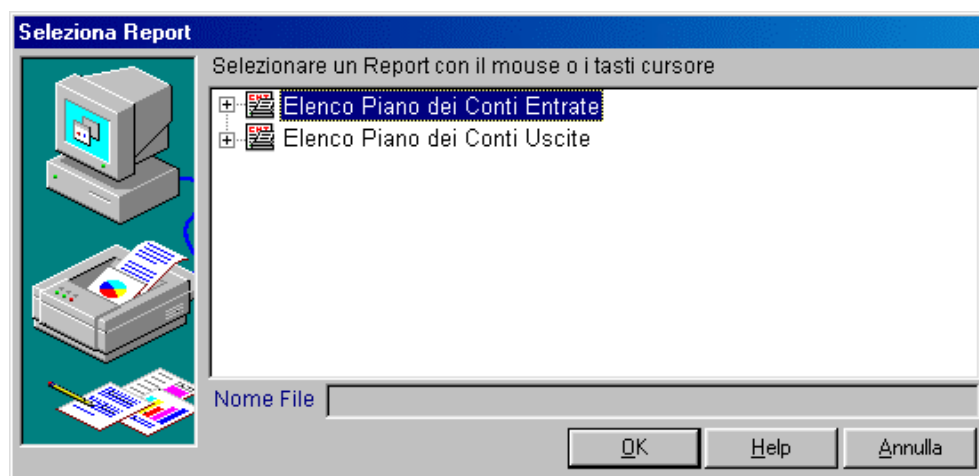 Seleziona Report
Selezionare un Report con il mouse o i tasti cursore
Elenco Piano dei Conti Entrate
Elenco Piano dei Conti Uscite
Nome File
OK Help Annulla